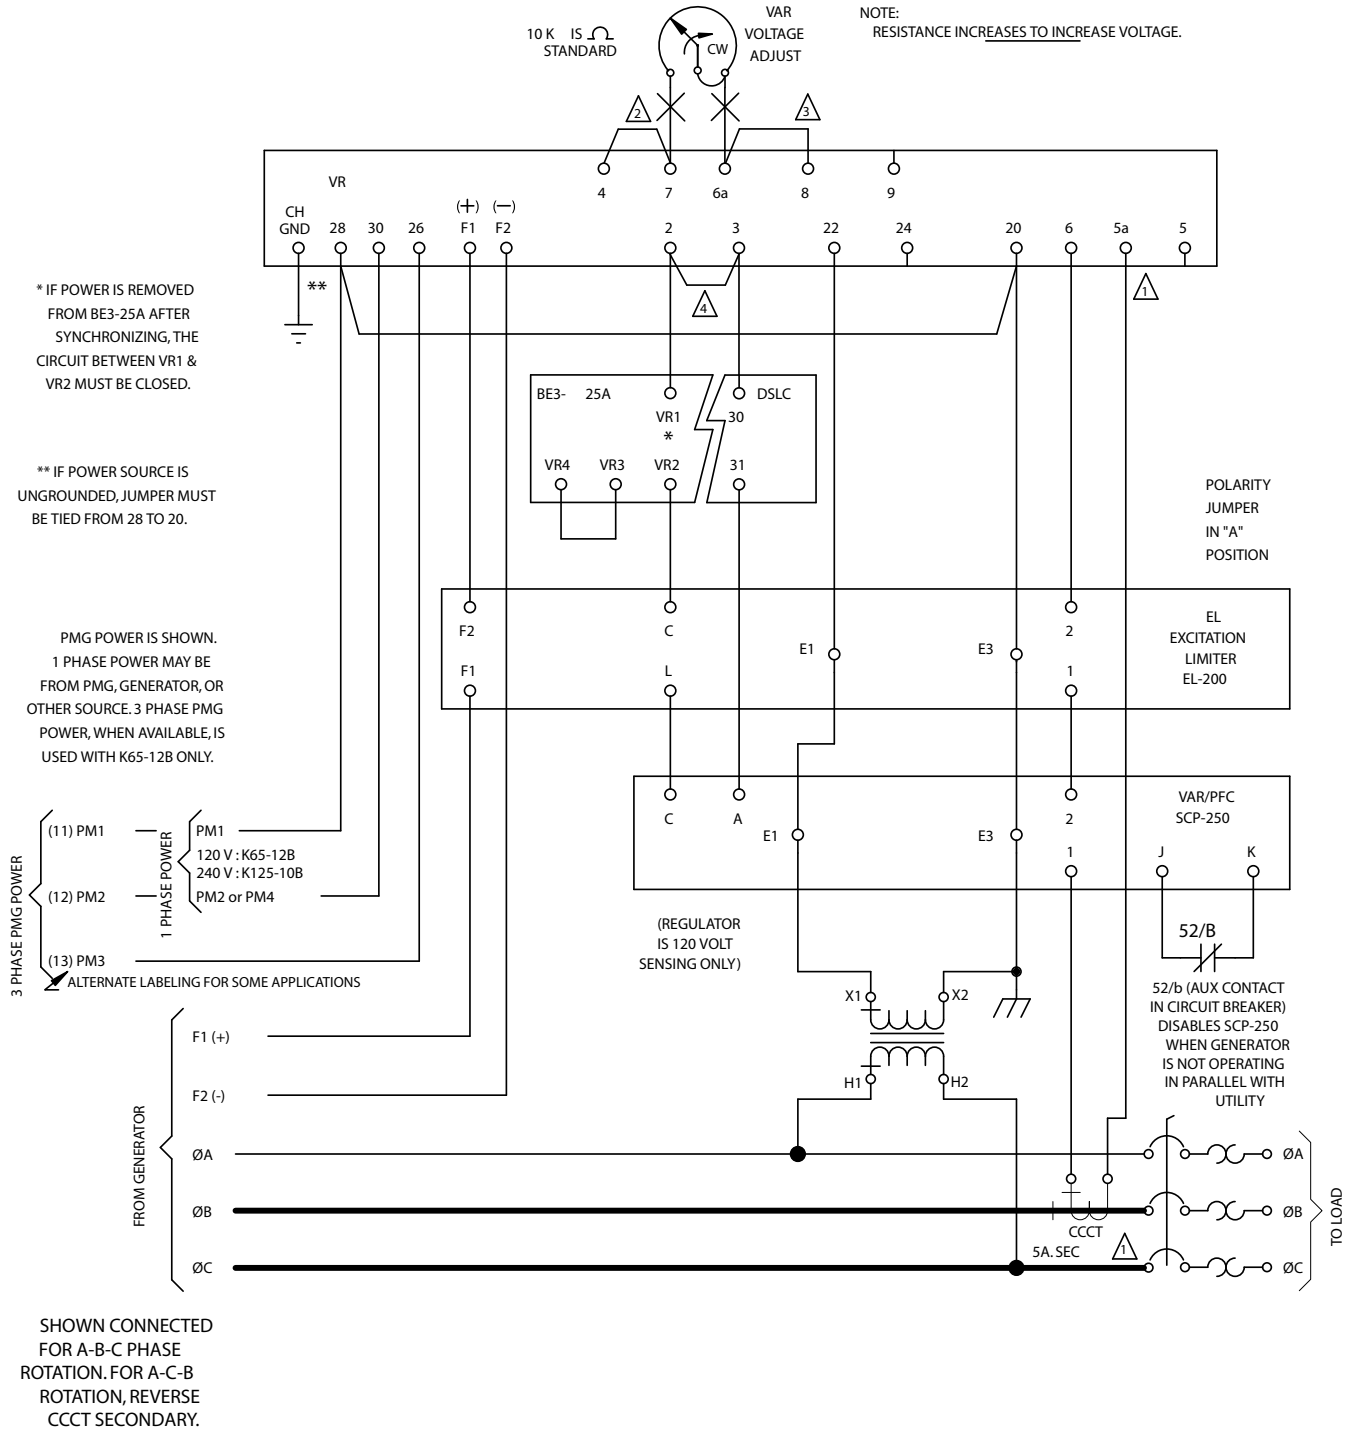 10 K IS Ω
STANDARD
VAR
VOLTAGE
ADJUST
NOTE:
RESISTANCE INCREASES TO INCREASE VOLTAGE.
CW
2
3
VR
4
7
6a
8
9
CH
GND
28
30
26
(+)
F1
(—)
F2
2
3
22
24
20
6
5a
5
**
4
1
* IF POWER IS REMOVED
FROM BE3-25A AFTER
SYNCHRONIZING, THE
CIRCUIT BETWEEN VR1 &
VR2 MUST BE CLOSED.
BE3- 25A
VR1
*
30
DSLC
VR4
VR3
VR2
31
** IF POWER SOURCE IS
UNGROUNDED, JUMPER MUST
BE TIED FROM 28 TO 20.
POLARITY
JUMPER
IN "A"
POSITION
F2
C
2
E1
E3
F1
L
1
EL
EXCITATION
LIMITER
EL-200
PMG POWER IS SHOWN.
1 PHASE POWER MAY BE
FROM PMG, GENERATOR, OR
OTHER SOURCE. 3 PHASE PMG
POWER, WHEN AVAILABLE, IS
USED WITH K65-12B ONLY.
C
A
2
VAR/PFC
SCP-250
E1
E3
1
J
K
3 PHASE PMG POWER
(11) PM1
(12) PM2
(13) PM3
1 PHASE POWER
PM1
120 V : K65-12B
240 V : K125-10B
PM2 or PM4
ALTERNATE LABELING FOR SOME APPLICATIONS
(REGULATOR
IS 120 VOLT
SENSING ONLY)
52/B
52/b (AUX CONTACT
IN CIRCUIT BREAKER)
DISABLES SCP-250
WHEN GENERATOR
IS NOT OPERATING
IN PARALLEL WITH
UTILITY
X1
X2
H1
H2
FROM GENERATOR
F1 (+)
F2 (-)
ØA
ØB
ØC
CCCT
5A. SEC
1
ØA
ØB
ØC
TO LOAD
SHOWN CONNECTED
FOR A-B-C PHASE
ROTATION. FOR A-C-B
ROTATION, REVERSE
CCCT SECONDARY.